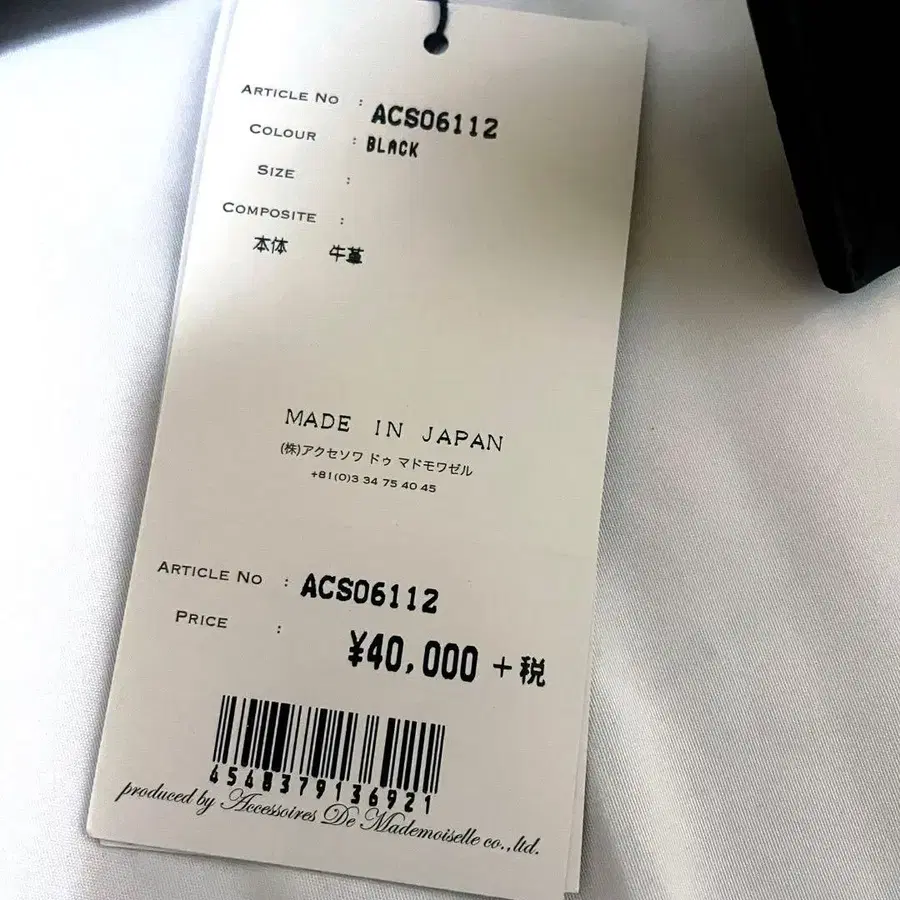 ARTICLE NO : ACS06112
COLOUR : BLACK
SIZE :
COMPOSITE :
本体 牛革
MADE IN JAPAN
(株)アクセソワ ドゥ マドモワゼル
+81(0)3 34 75 40 45
ARTICLE NO : ACS06112
PRICE : ¥40,000 +税
4548379136921
produced by Accessoires De Mademoiselle co.,ltd.